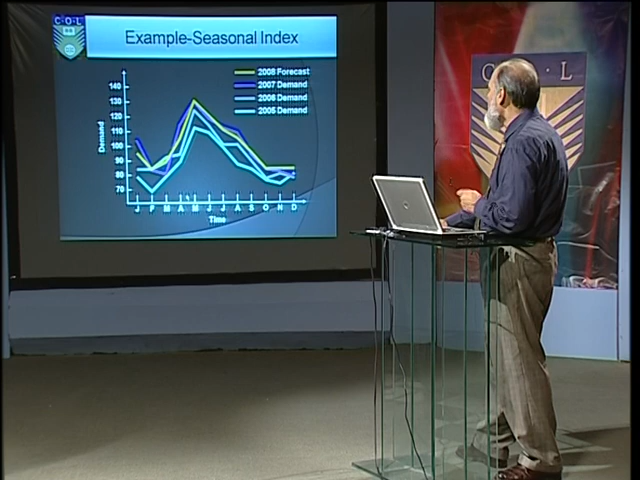 C.O.L
Example-Seasonal Index
2008 Forecast
2007 Demand
2006 Demand
2005 Demand
140
130
120
110
100
90
80
70
Demand
J F M A M J J A S O N D
Time
C.O.L